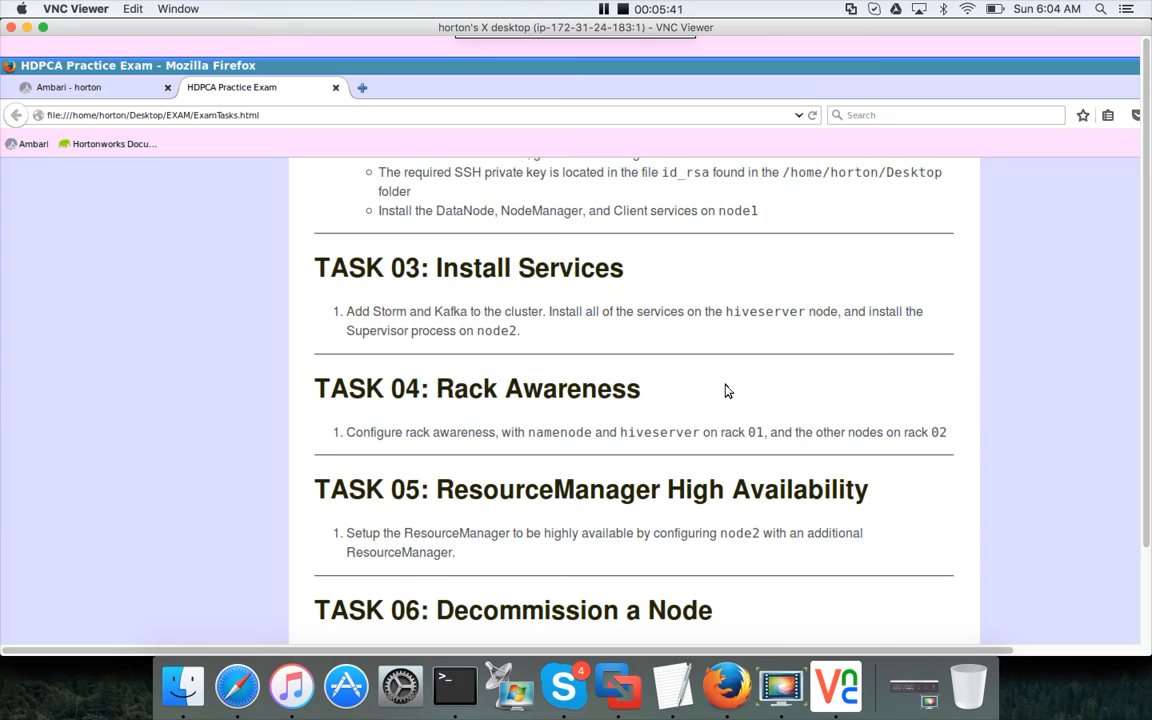 VNC Viewer Edit Window 00:05:41 Sun 6:04 AM
horton's X desktop (ip-172-31-24-183:1) - VNC Viewer
HDPCA Practice Exam - Mozilla Firefox
Ambari - horton HDPCA Practice Exam
file:///home/horton/Desktop/EXAM/ExamTasks.html Search
Ambari Hortonworks Docu...
The required SSH private key is located in the file id_rsa found in the /home/horton/Desktop
folder
Install the DataNode, NodeManager, and Client services on node1
TASK 03: Install Services
1. Add Storm and Kafka to the cluster. Install all of the services on the hiveserver node, and install the
Supervisor process on node2.
TASK 04: Rack Awareness
1. Configure rack awareness, with namenode and hiveserver on rack 01, and the other nodes on rack 02
TASK 05: ResourceManager High Availability
1. Setup the ResourceManager to be highly available by configuring node2 with an additional
ResourceManager.
TASK 06: Decommission a Node
4